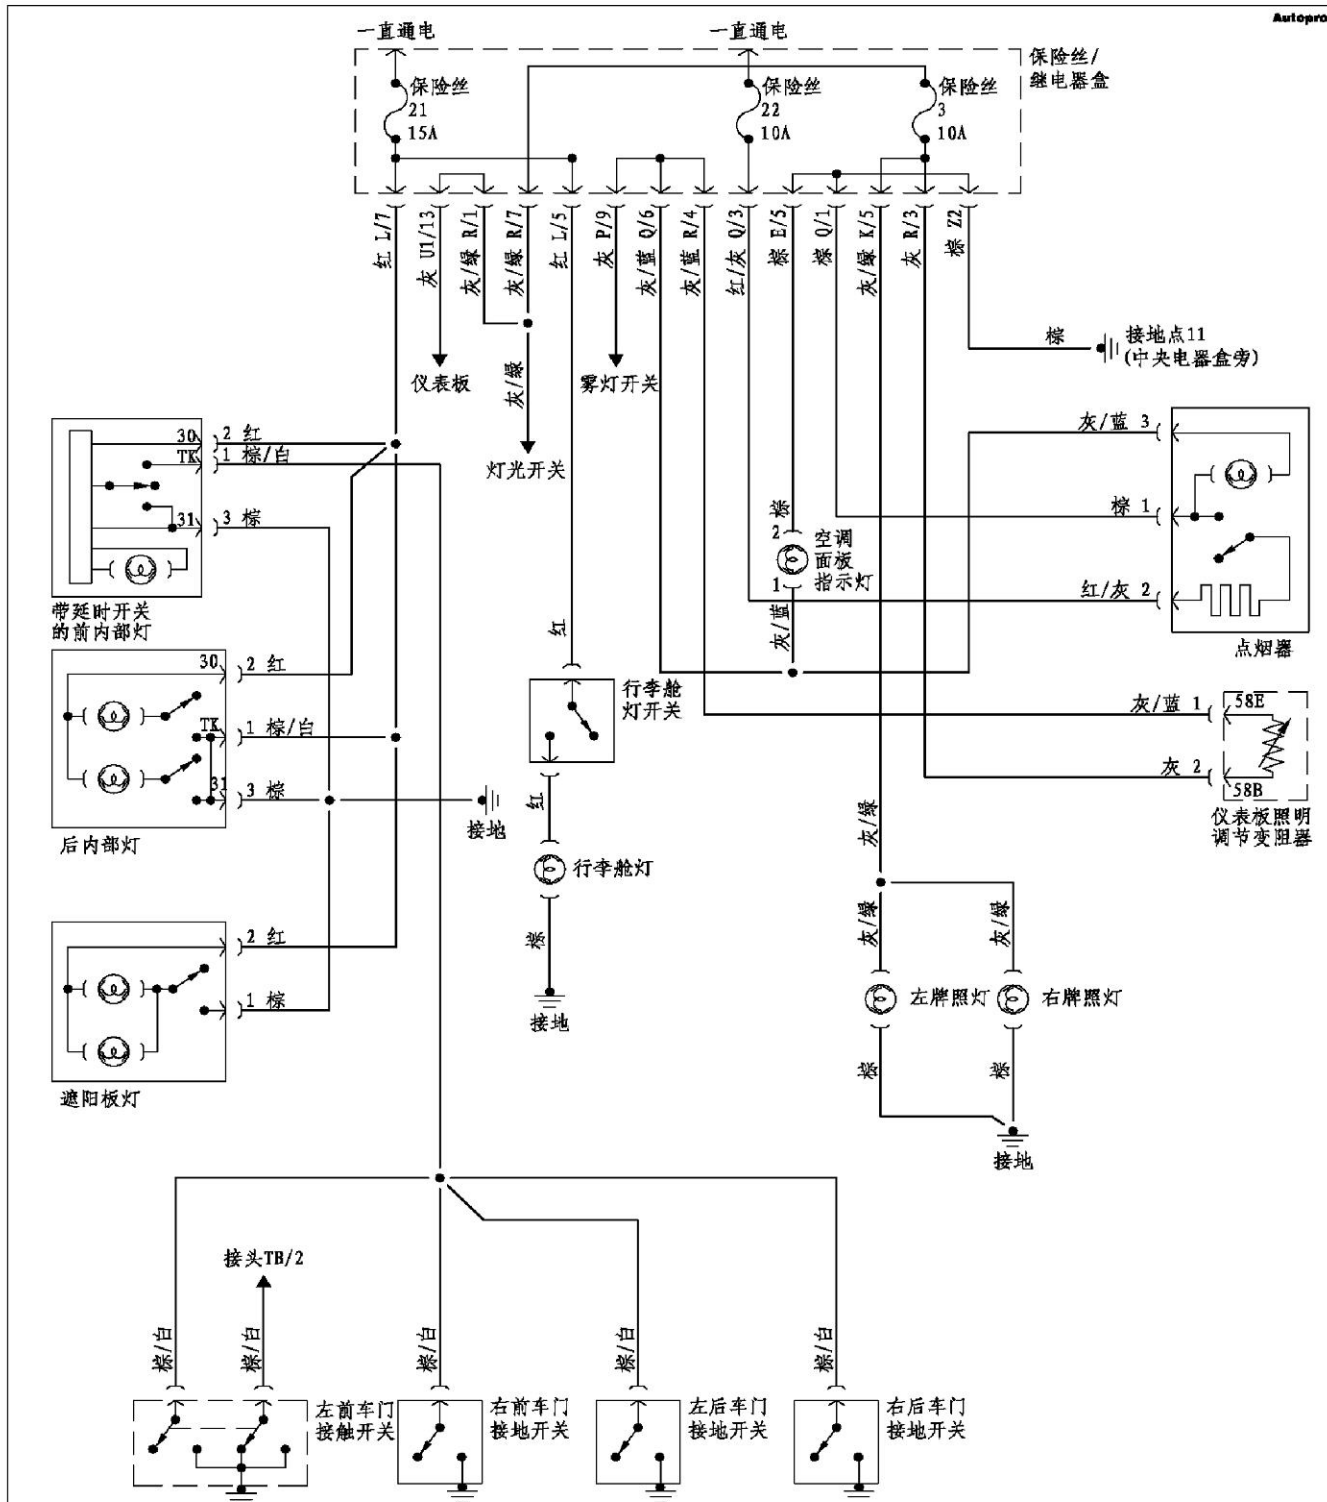 Autopro
一直通电
一直通电
保险丝/
继电器盒
保险丝
21
15A
保险丝
22
10A
保险丝
3
10A
红 L/7
灰 U1/13
灰/绿 R/1
灰/绿 R/7
红 L/5
灰 P/9
灰/蓝 Q/6
灰/蓝 R/4
红/灰 Q/3
棕 E/5
棕 Q/1
灰/绿 K/5
灰 R/3
棕 Z2
棕
接地点11
(中央电器盒旁)
仪表板
灰/绿
雾灯开关
灯光开关
30
2 红
TK
1 棕/白
31
3 棕
带延时开关
的前内部灯
灰/蓝 3
棕 1
红/灰 2
点烟器
棕
2
空调
面板
指示灯
1
灰/蓝
红
30
2 红
TK
1 棕/白
31
3 棕
后内部灯
接地
行李舱
灯开关
红
行李舱灯
棕
接地
灰/蓝 1
58E
灰 2
58B
仪表板照明
调节变阻器
灰/绿
灰/绿
灰/绿
左牌照灯
右牌照灯
棕
棕
接地
2 红
1 棕
遮阳板灯
接头TB/2
棕/白
棕/白
棕/白
棕/白
棕/白
左前车门
接触开关
右前车门
接地开关
左后车门
接地开关
右后车门
接地开关